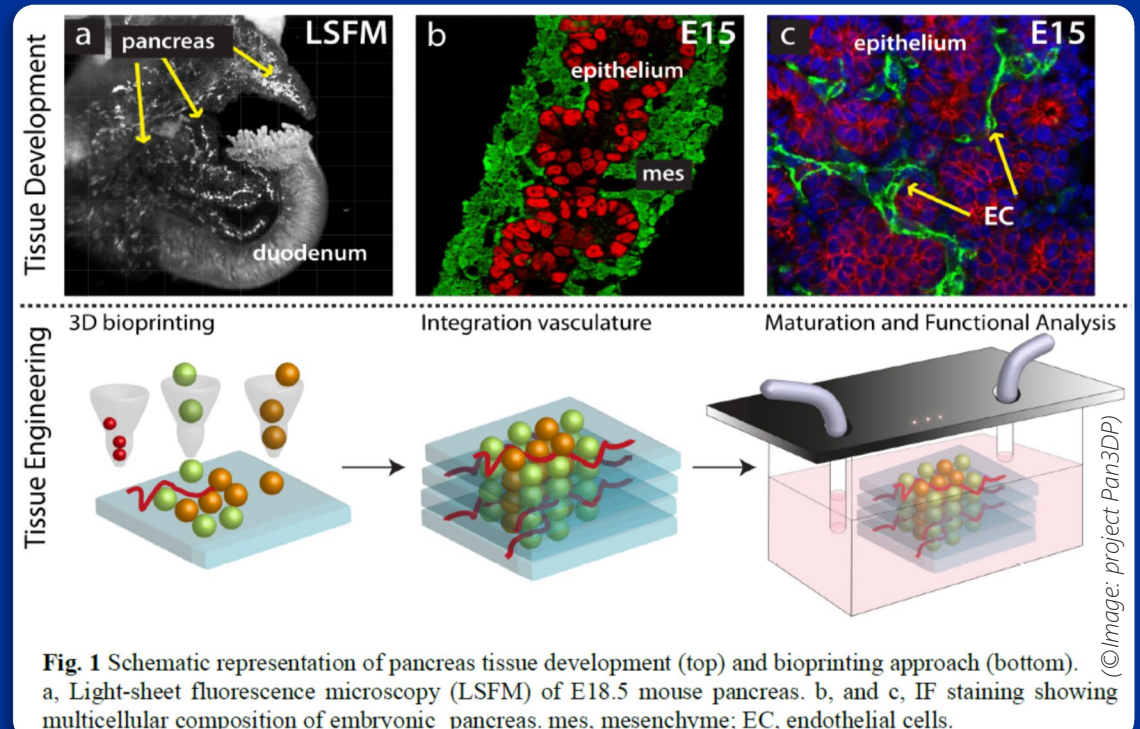 Tissue Development
a
pancreas
LSFM
duodenum
b
E15
epithelium
mes
c
E15
epithelium
EC
Tissue Engineering
3D bioprinting
Integration vasculature
Maturation and Functional Analysis
(©Image: project Pan3DP)
Fig. 1 Schematic representation of pancreas tissue development (top) and bioprinting approach (bottom).
a, Light-sheet fluorescence microscopy (LSFM) of E18.5 mouse pancreas. b, and c, IF staining showing
multicellular composition of embryonic pancreas. mes, mesenchyme; EC, endothelial cells.